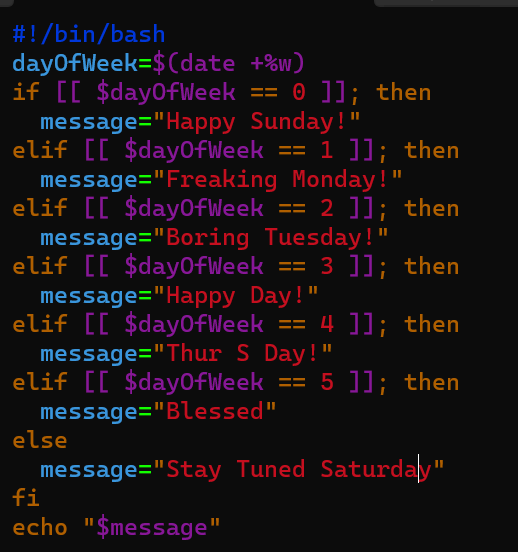 #!/bin/bash
dayOfWeek=$(date +%w)
if [[ $dayOfWeek == 0 ]]; then
  message="Happy Sunday!"
elif [[ $dayOfWeek == 1 ]]; then
  message="Freaking Monday!"
elif [[ $dayOfWeek == 2 ]]; then
  message="Boring Tuesday!"
elif [[ $dayOfWeek == 3 ]]; then
  message="Happy Day!"
elif [[ $dayOfWeek == 4 ]]; then
  message="Thur S Day!"
elif [[ $dayOfWeek == 5 ]]; then
  message="Blessed"
else
  message="Stay Tuned Saturday"
fi
echo "$message"